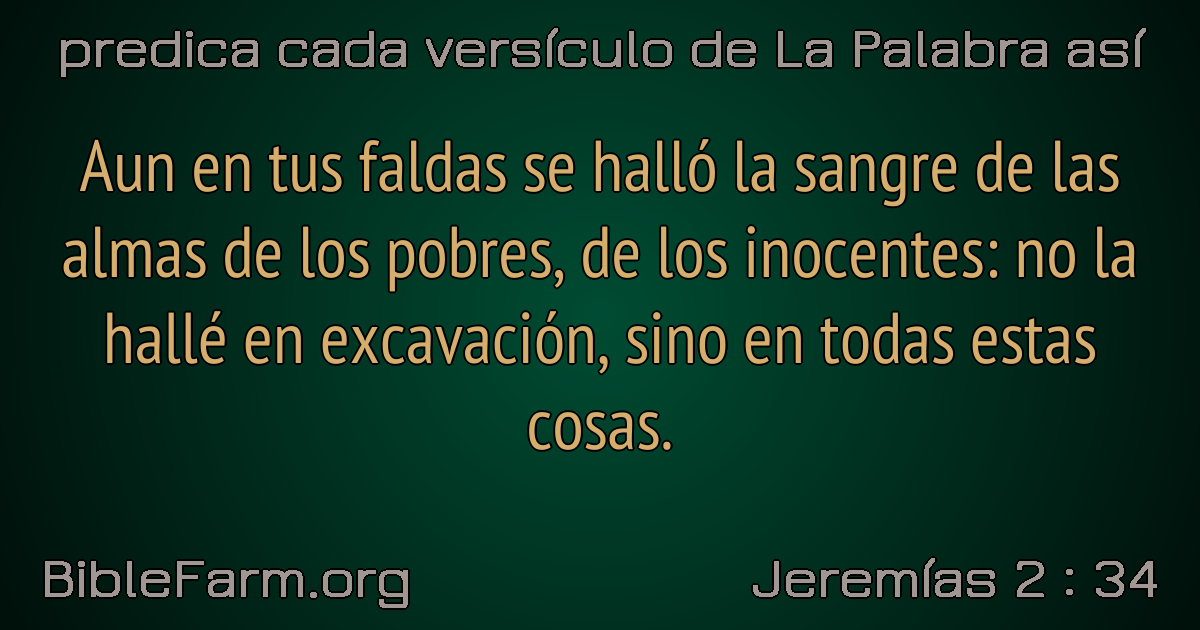 predica cada versículo de La Palabra así
Aun en tus faldas se halló la sangre de las
almas de los pobres, de los inocentes: no la
hallé en excavación, sino en todas estas
cosas.
BibleFarm.org
Jeremías 2 : 34